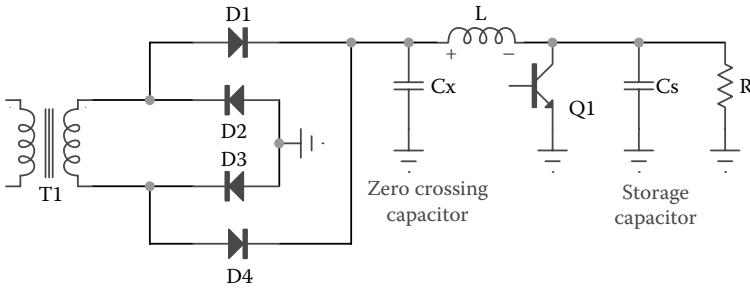 D1
L
+
−
D2
Cx
Q1
Cs
R
D3
T1
Zero crossing
capacitor
Storage
capacitor
D4